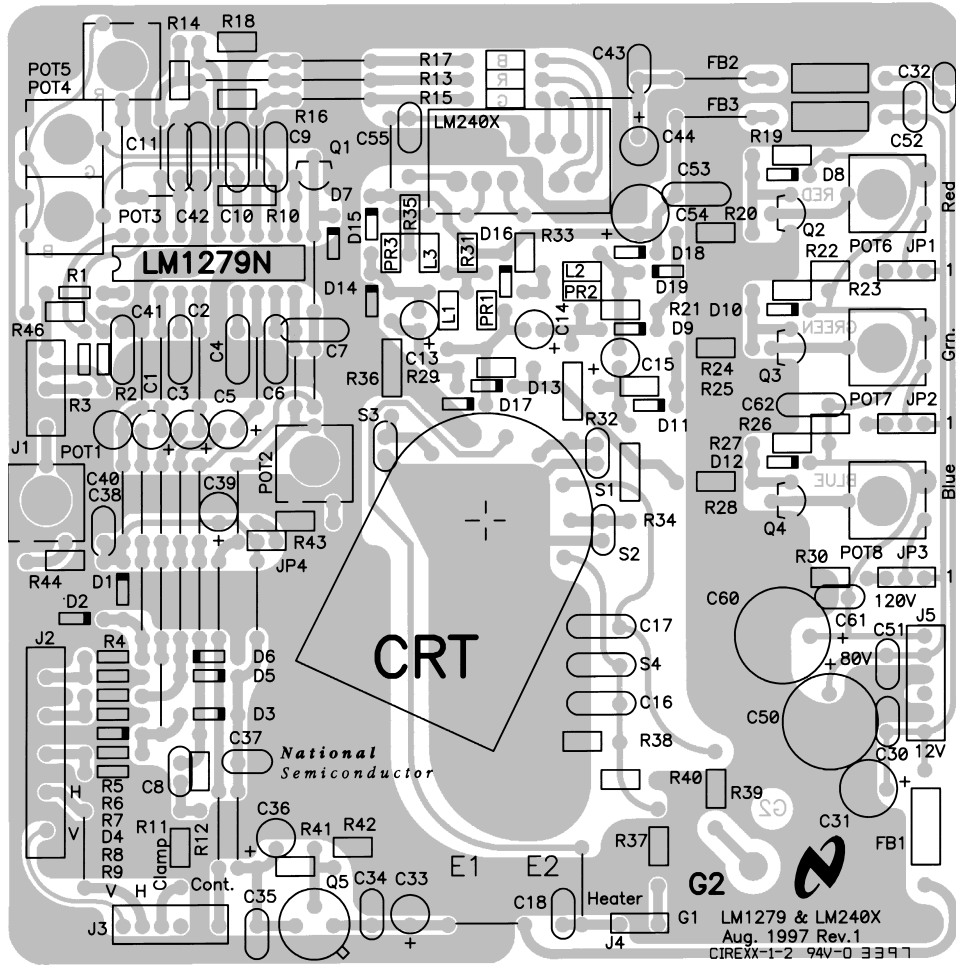 R14
R18
C43
FB2
C32
POT5
POT4
R17
R13
R15
B
R
G
R
FB3
R16
LM240X
C11
C9
C55
C44
R19
C52
G
Q1
C53
D8
D7
RED
Red
POT3
C42
C10
R10
D15
R35
D16
C54
R20
Q2
B
R33
R22
POT6
JP1
LM1279N
PR3
L3
R31
D18
R1
D14
L2
PR2
D19
R23
1
R46
C41
C2
L1
PR1
C14
R21
D10
GREEN
C4
C7
D9
Grn.
C13
C15
R24
Q3
R2
C1
C3
C5
C6
R36
R29
D13
R25
R3
D17
C62
POT7
JP2
S3
R32
D11
R26
1
J1
POT1
R27
POT2
D12
C40
C38
C39
S1
BLUE
Blue
R28
Q4
R34
R43
S2
POT8
JP3
R44
D1
JP4
R30
1
D2
C60
120V
C61
J5
J2
R4
C17
C51
CRT
80V
D6
D5
S4
C16
D3
C50
C37
R38
12V
National
Semiconductor
C30
C8
R5
R6
R7
D4
R8
R9
H
V
R40
R39
G2
C36
C31
R11
R12
R41
R42
R37
FB1
Clamp
E1
E2
V
H
Cont.
G2
C35
Q5
C34
C33
C18
Heater
J3
J4
G1
LM1279 & LM240X
Aug. 1997 Rev.1
CIREXX-1-2 94V-0 3397